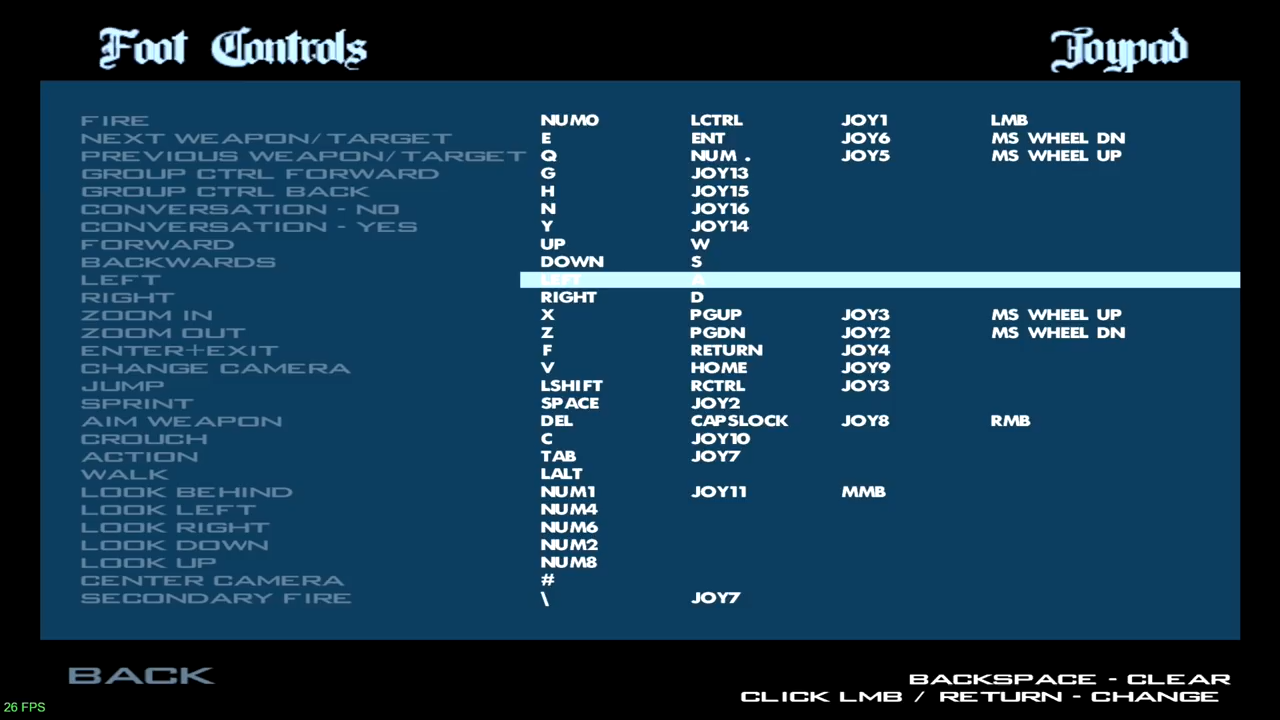 Foot Controls Joypad
FIRE NUM0 LCTRL JOY1 LMB
NEXT WEAPON/TARGET E ENT JOY6 MS WHEEL DN
PREVIOUS WEAPON/TARGET Q NUM . JOY5 MS WHEEL UP
GROUP CTRL FORWARD G JOY13
GROUP CTRL BACK H JOY15
CONVERSATION - NO N JOY16
CONVERSATION - YES Y JOY14
FORWARD UP W
BACKWARDS DOWN S
LEFT LEFT A
RIGHT RIGHT D
ZOOM IN X PGUP JOY3 MS WHEEL UP
ZOOM OUT Z PGDN JOY2 MS WHEEL DN
ENTER+EXIT F RETURN JOY4
CHANGE CAMERA V HOME JOY9
JUMP LSHIFT RCTRL JOY3
SPRINT SPACE JOY2
AIM WEAPON DEL CAPSLOCK JOY8 RMB
CROUCH C JOY10
ACTION TAB JOY7
WALK LALT
LOOK BEHIND NUM1 JOY11 MMB
LOOK LEFT NUM4
LOOK RIGHT NUM6
LOOK DOWN NUM2
LOOK UP NUM8
CENTER CAMERA #
SECONDARY FIRE \ JOY7
BACK
BACKSPACE - CLEAR
CLICK LMB / RETURN - CHANGE
26 FPS